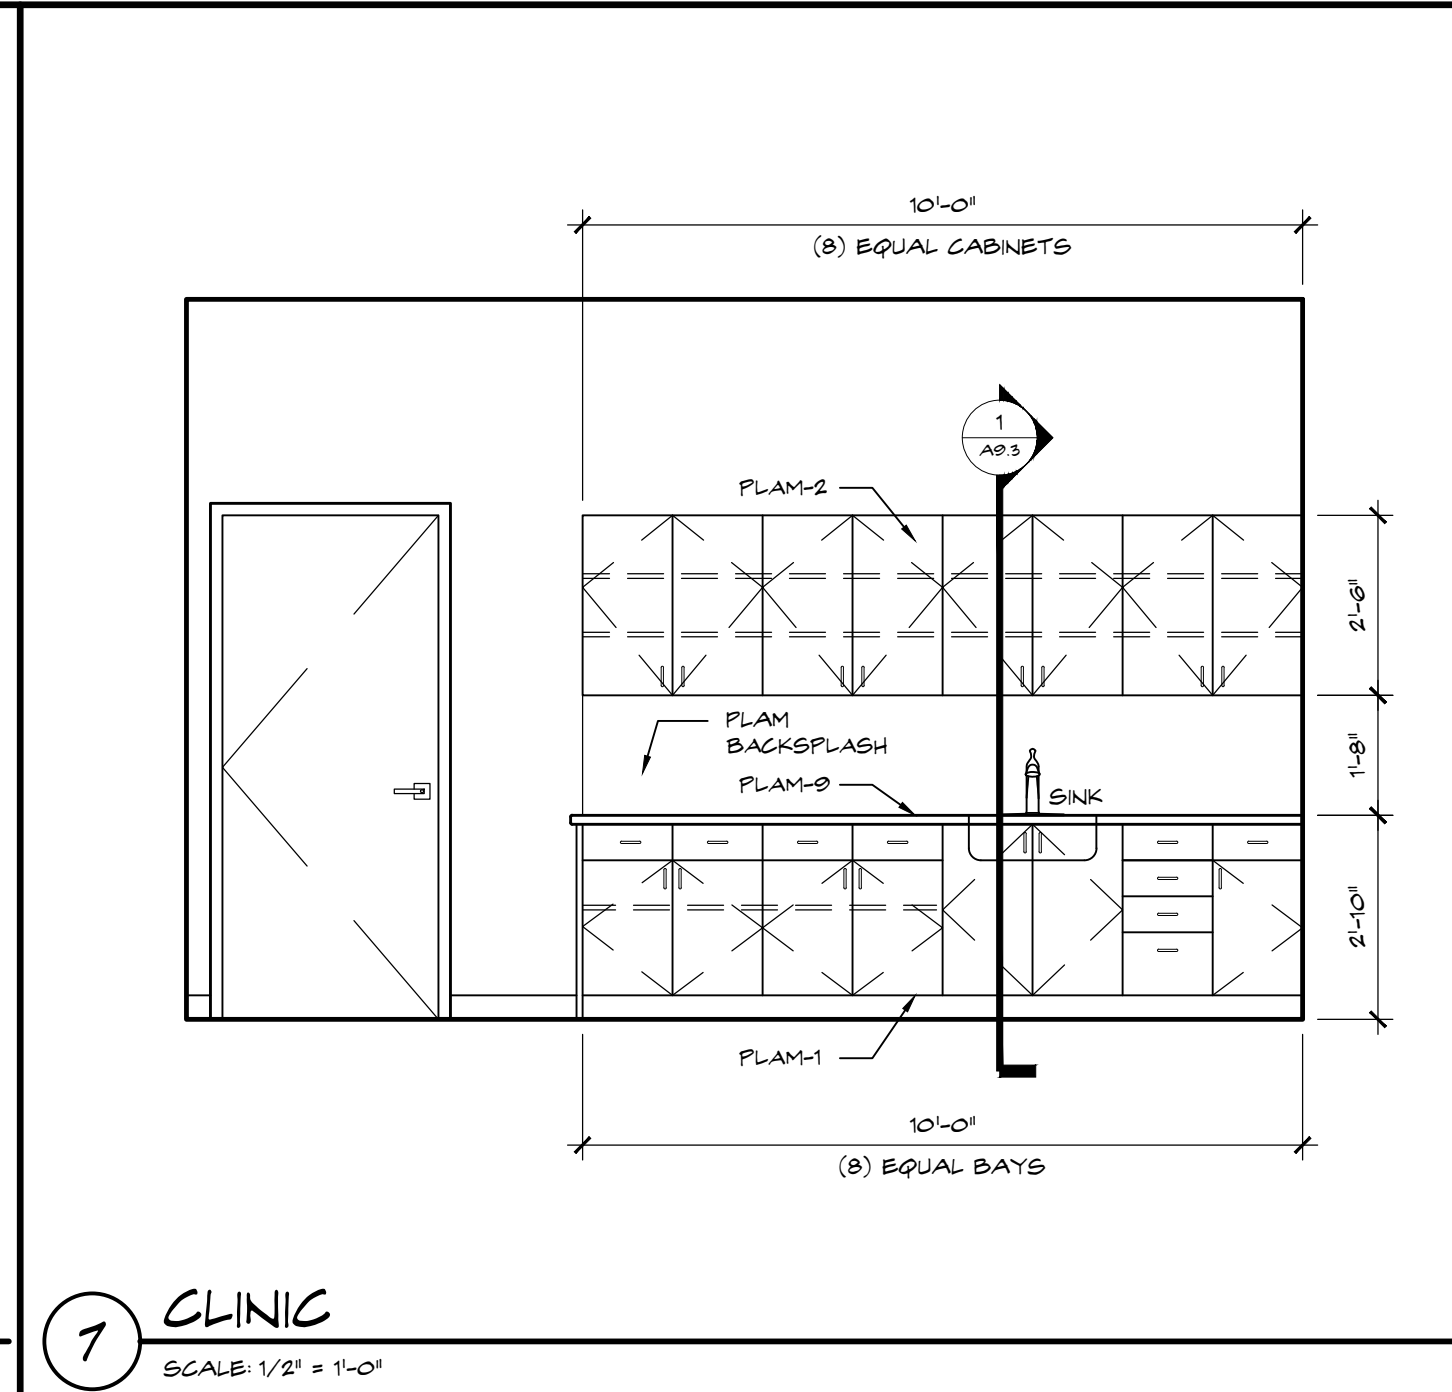 10'-0"
(8) EQUAL CABINETS
1
A9.3
PLAM-2
2'-6"
PLAM
BACKSPLASH
1'-8"
PLAM-9
SINK
2'-10"
PLAM-1
10'-0"
(8) EQUAL BAYS
7
CLINIC
SCALE: 1/2" = 1'-0"